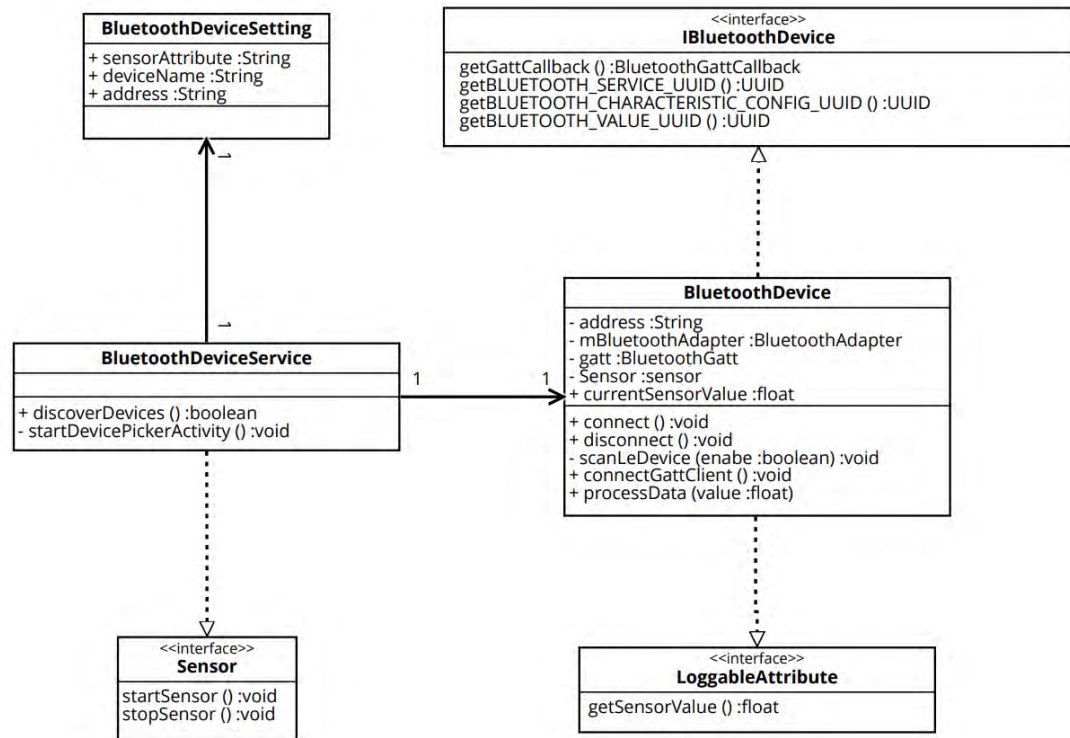 BluetoothDeviceSetting
+ sensorAttribute :String
+ deviceName :String
+ address :String
<<interface>>
IBluetoothDevice
getGattCallback () :BluetoothGattCallback
getBLUETOOTH_SERVICE_UUID () :UUID
getBLUETOOTH_CHARACTERISTIC_CONFIG_UUID () :UUID
getBLUETOOTH_VALUE_UUID () :UUID
1
1
BluetoothDeviceService
+ discoverDevices () :boolean
- startDevicePickerActivity () :void
1
1
BluetoothDevice
- address :String
- mBluetoothAdapter :BluetoothAdapter
- gatt :BluetoothGatt
- Sensor :sensor
+ currentSensorValue :float
+ connect () :void
+ disconnect () :void
- scanLeDevice (enabe :boolean) :void
+ connectGattClient () :void
+ processData (value :float)
<<interface>>
Sensor
startSensor () :void
stopSensor () :void
<<interface>>
LoggableAttribute
getSensorValue () :float